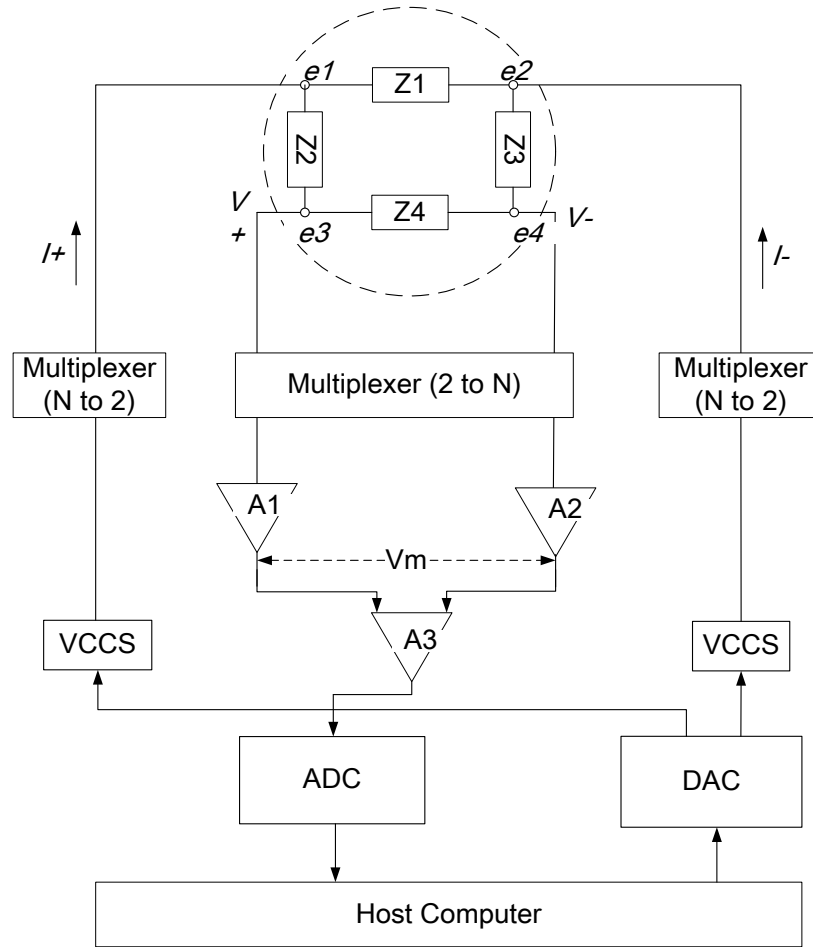 e1
e2
Z1
Z2
Z3
Z4
V
+
e3
e4
V-
I+
I-
Multiplexer
(N to 2)
Multiplexer (2 to N)
Multiplexer
(N to 2)
A1
A2
Vm
A3
VCCS
VCCS
ADC
DAC
Host Computer